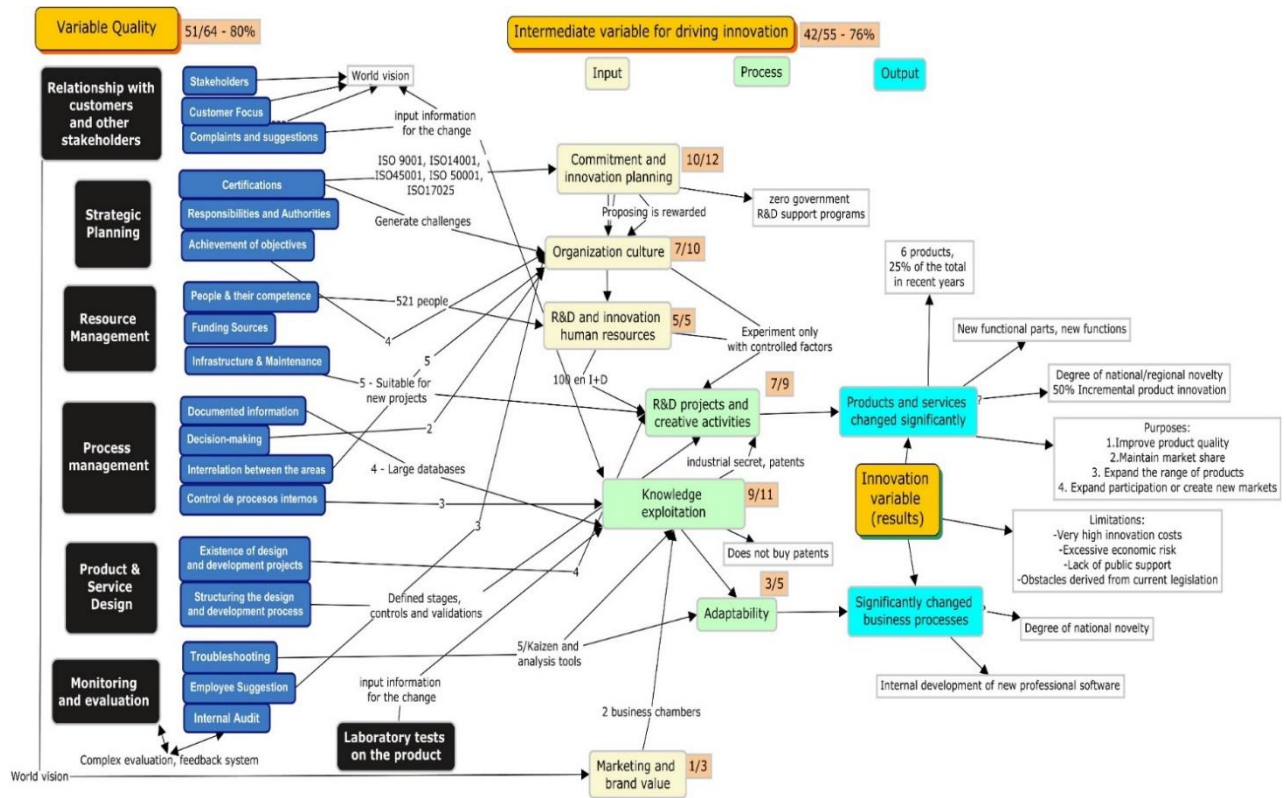 Variable Quality
51/64 - 80%
Intermediate variable for driving innovation
42/55 - 76%
Input
Process
Output
Relationship with
customers
and other
stakeholders
Stakeholders
Customer Focus
Complaints and suggestions
World vision
input information
for the change
Strategic
Planning
Certifications
Responsibilities and Authorities
Achievement of objectives
ISO 9001, ISO14001,
ISO45001, ISO 50001,
ISO17025
Generate challenges
Commitment and
innovation planning
10/12
zero government
R&D support programs
Proposing is rewarded
Organization culture
7/10
Resource
Management
People & their competence
Funding Sources
Infrastructure & Maintenance
521 people
4
5
5 - Suitable for
new projects
R&D and innovation
human resources
5/5
Experiment only
with controlled factors
100 en I+D
7/9
R&D projects and
creative activities
industrial secret, patents
6 products,
25% of the total
in recent years
New functional parts, new functions
Degree of national/regional novelty
50% Incremental product innovation
Products and services
changed significantly
Purposes:
1.Improve product quality
2.Maintain market share
3. Expand the range of products
4. Expand participation or create new markets
Process
management
Documented information
Decision-making
Interrelation between the areas
Control de procesos internos
2
4 - Large databases
3
3
Knowledge
exploitation
9/11
Does not buy patents
Innovation
variable
(results)
Limitations:
-Very high innovation costs
-Excessive economic risk
-Lack of public support
-Obstacles derived from current legislation
Product &
Service
Design
Existence of design
and development projects
Structuring the design
and development process
4
Defined stages,
controls and validations
3/5
Adaptability
Significantly changed
business processes
Degree of national novelty
Internal development of new professional software
Monitoring
and evaluation
Troubleshooting
Employee Suggestion
Internal Audit
5/Kaizen and
analysis tools
input information
for the change
Laboratory tests
on the product
2 business chambers
Complex evaluation, feedback system
World vision
Marketing and
brand value
1/3